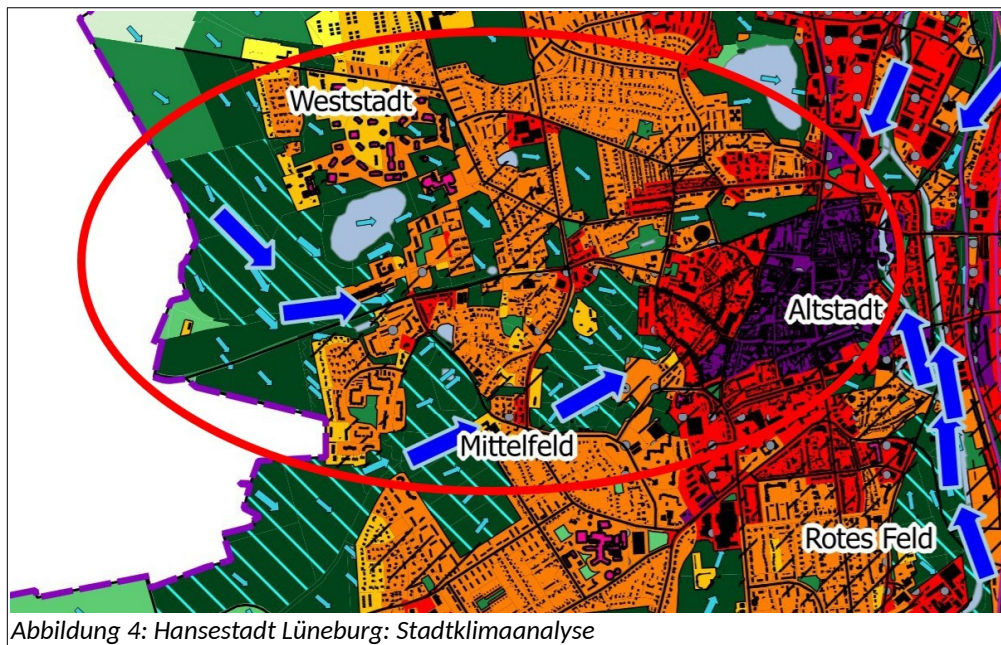 Weststadt
Altstadt
Mittelfeld
Rotes Feld
Abbildung 4: Hansestadt Lüneburg: Stadtklimaanalyse